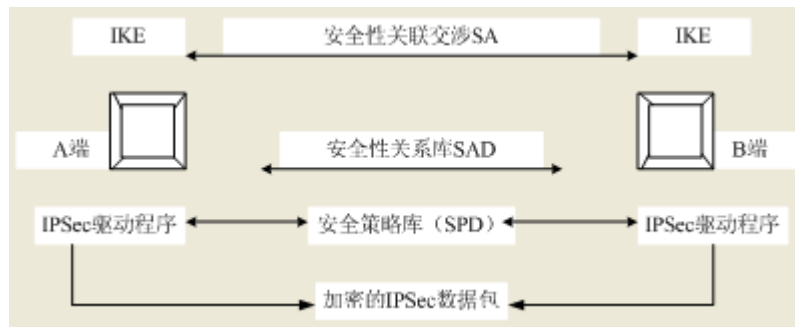 IKE
安全性关联交涉SA
IKE
A端
安全性关系库SAD
B端
IPSec驱动程序
安全策略库（SPD）
IPSec驱动程序
加密的IPSec数据包